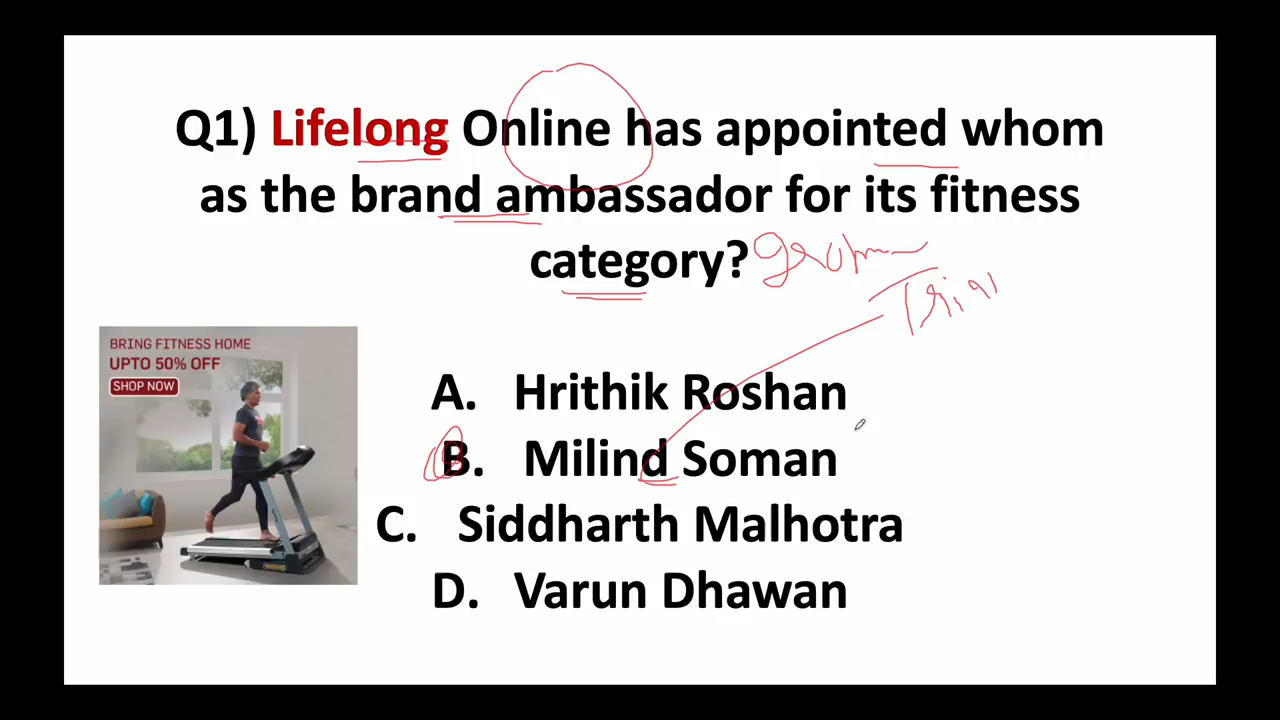 Q1) Lifelong Online has appointed whom
as the brand ambassador for its fitness
category?
BRING FITNESS HOME
UPTO 50% OFF
SHOP NOW
A. Hrithik Roshan
B. Milind Soman
C. Siddharth Malhotra
D. Varun Dhawan